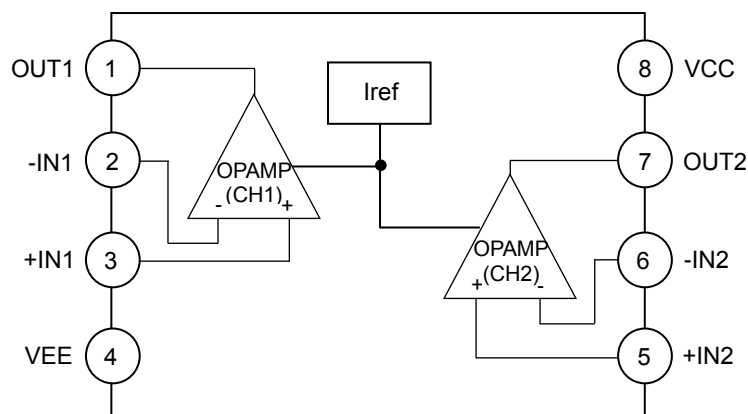 OUT1
1
-IN1
2
+IN1
3
VEE
4
OPAMP
(CH1)
- +
Iref
OPAMP
(CH2)
+ -
8
VCC
7
OUT2
6
-IN2
5
+IN2